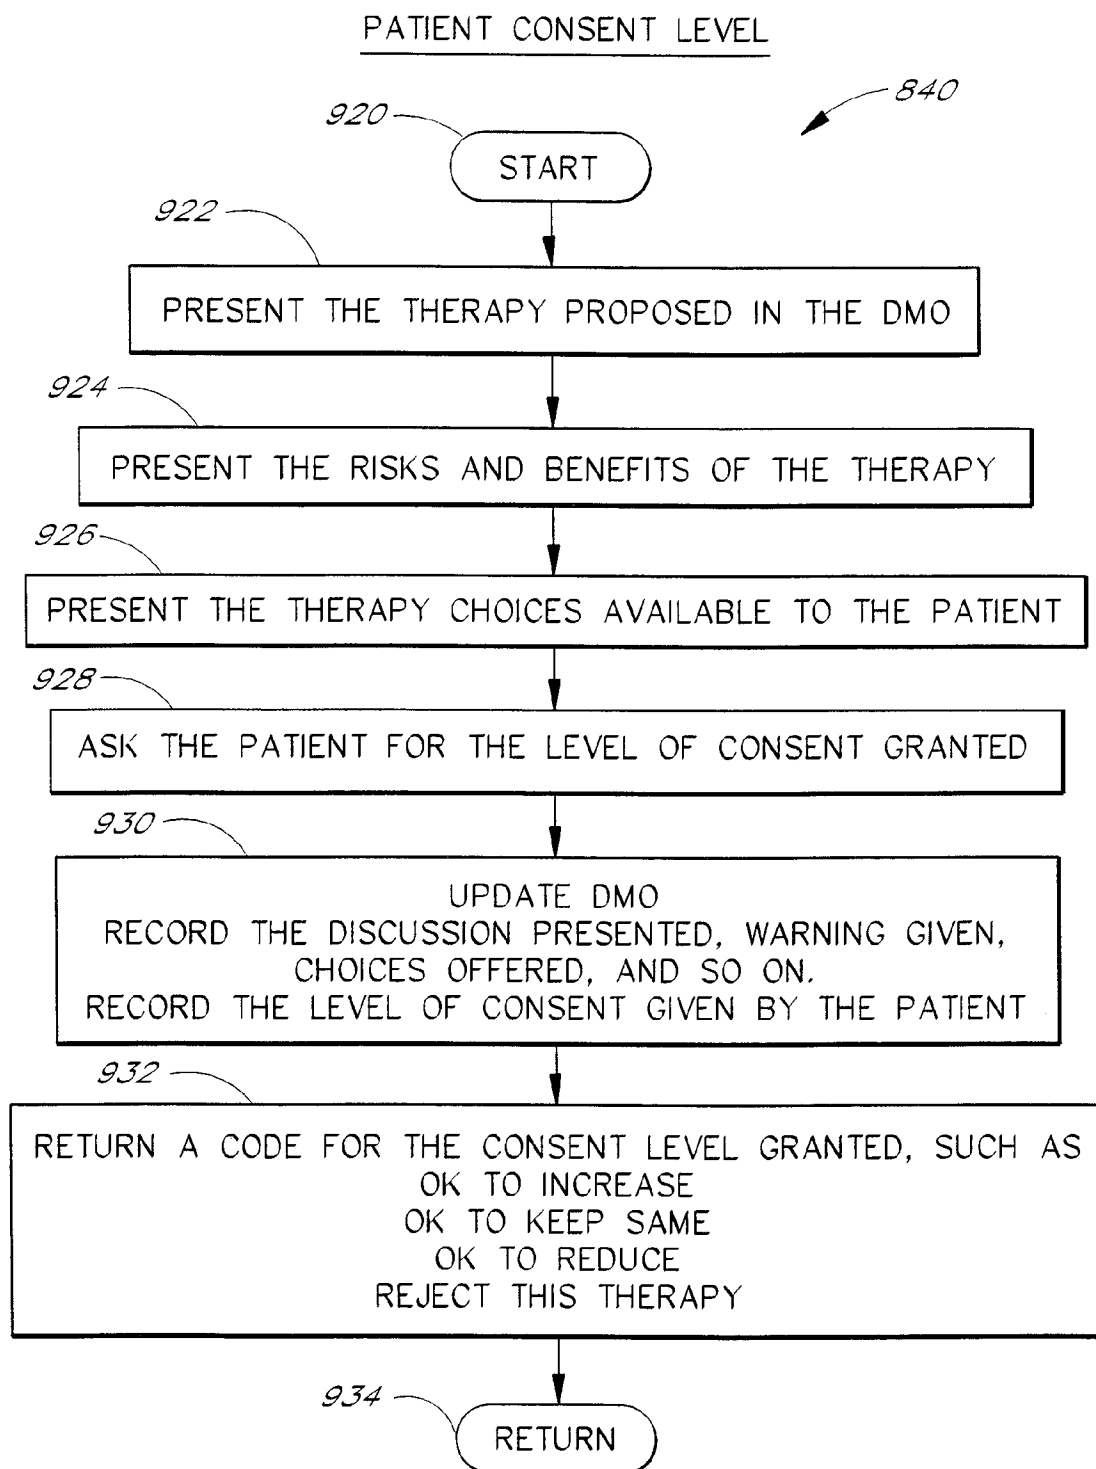 PATIENT CONSENT LEVEL
840
920
START
922
PRESENT THE THERAPY PROPOSED IN THE DMO
924
PRESENT THE RISKS AND BENEFITS OF THE THERAPY
926
PRESENT THE THERAPY CHOICES AVAILABLE TO THE PATIENT
928
ASK THE PATIENT FOR THE LEVEL OF CONSENT GRANTED
930
UPDATE DMO
RECORD THE DISCUSSION PRESENTED, WARNING GIVEN,
CHOICES OFFERED, AND SO ON.
RECORD THE LEVEL OF CONSENT GIVEN BY THE PATIENT
932
RETURN A CODE FOR THE CONSENT LEVEL GRANTED, SUCH AS
OK TO INCREASE
OK TO KEEP SAME
OK TO REDUCE
REJECT THIS THERAPY
934
RETURN